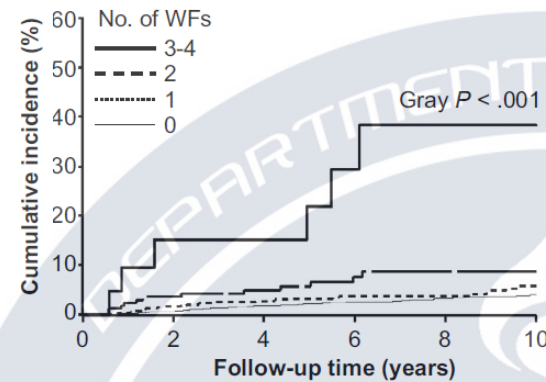 60
50
40
30
20
10
0
Cumulative incidence (%)
No. of WFs
3-4
2
1
0
Gray P < .001
DEPARTMENT
0 2 4 6 8 10
Follow-up time (years)